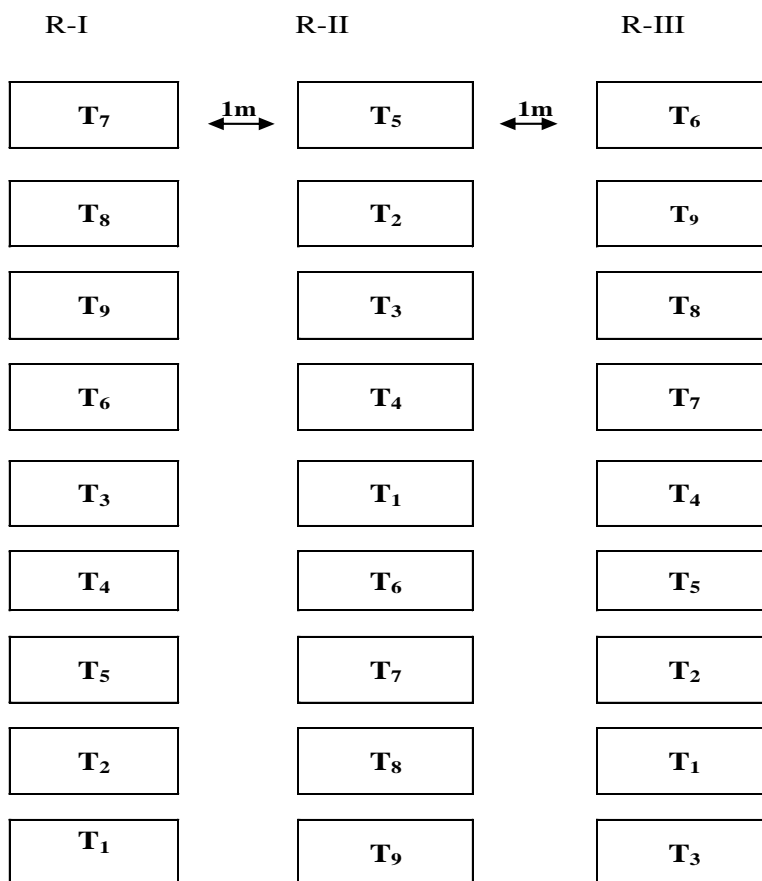 R-I R-II R-III
T₇ 1m T₅ 1m T₆
T₈ T₂ T₉
T₉ T₃ T₈
T₆ T₄ T₇
T₃ T₁ T₄
T₄ T₆ T₅
T₅ T₇ T₂
T₂ T₈ T₁
T₁ T₉ T₃